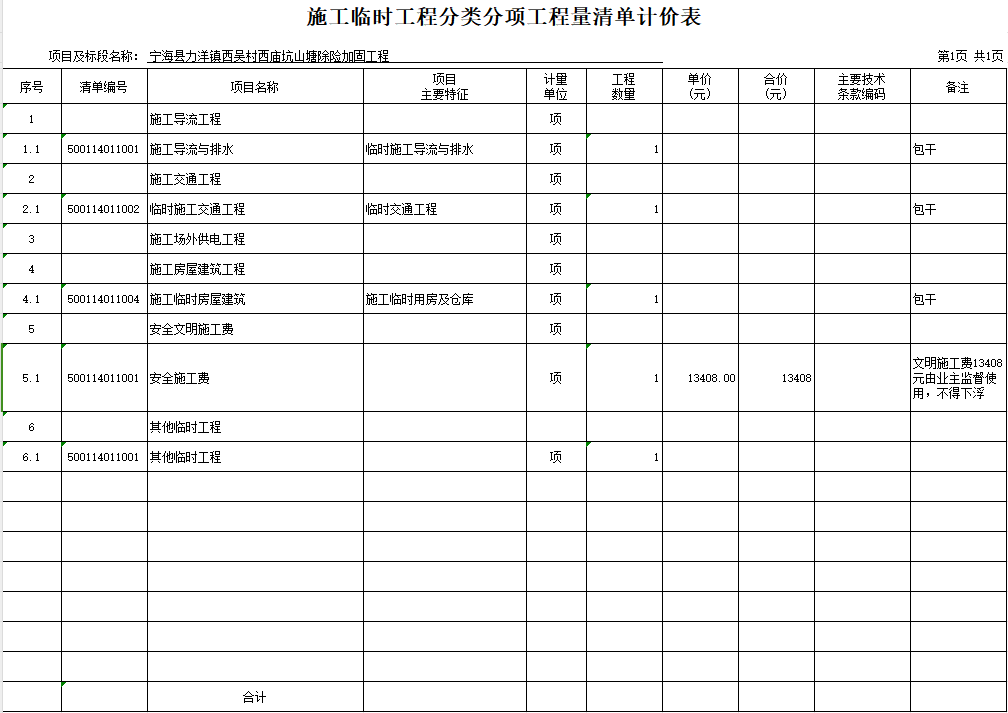 施工临时工程分类分项工程量清单计价表
项目及标段名称： 宁海县力洋镇西吴村西庙坑山塘除险加固工程 第1页 共1页
序号 清单编号 项目名称 项目主要特征 计量单位 工程数量 单价(元) 合价(元) 主要技术条款编码 备注
1 施工导流工程 项
1.1 500114011001 施工导流与排水 临时施工导流与排水 项 1 包干
2 施工交通工程 项
2.1 500114011002 临时施工交通工程 临时交通工程 项 1 包干
3 施工场外供电工程 项
4 施工房屋建筑工程 项
4.1 500114011004 施工临时房屋建筑 施工临时用房及仓库 项 1 包干
5 安全文明施工费 项
5.1 500114011001 安全施工费 项 1 13408.00 13408 文明施工费13408元由业主监督使用，不得下浮
6 其他临时工程
6.1 500114011001 其他临时工程 项 1
合计